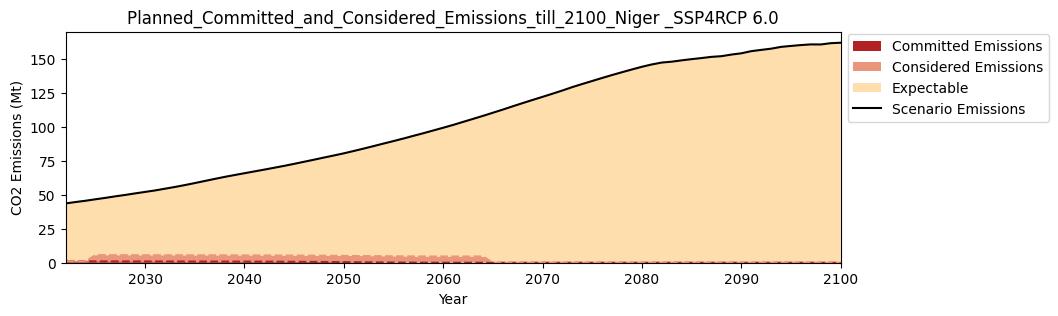 Planned_Committed_and_Considered_Emissions_till_2100_Niger _SSP4RCP 6.0
CO2 Emissions (Mt)
150
125
100
75
50
25
0
2030 2040 2050 2060 2070 2080 2090 2100
Year
Committed Emissions
Considered Emissions
Expectable
Scenario Emissions